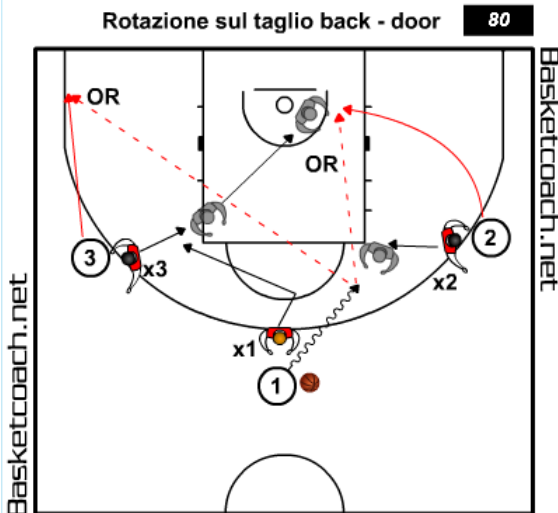 Rotazione sul taglio back - door
80
OR
OR
3
x3
2
x2
x1
1
Basketcoach.net
Basketcoach.net